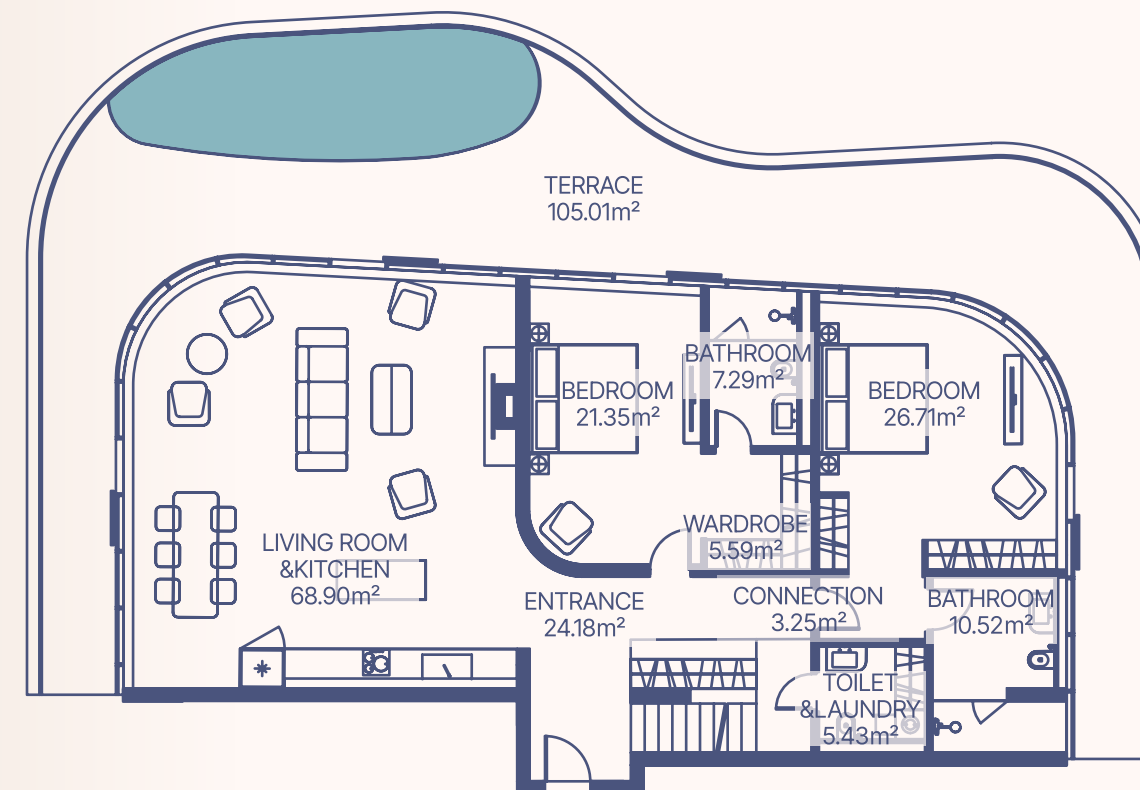 TERRACE
105.01m²
BATHROOM
7.29m²
BEDROOM
21.35m²
BEDROOM
26.71m²
WARDROBE
5.59m²
LIVING ROOM
&KITCHEN
68.90m²
ENTRANCE
24.18m²
CONNECTION
3.25m²
BATHROOM
10.52m²
TOILET
&LAUNDRY
5.43m²